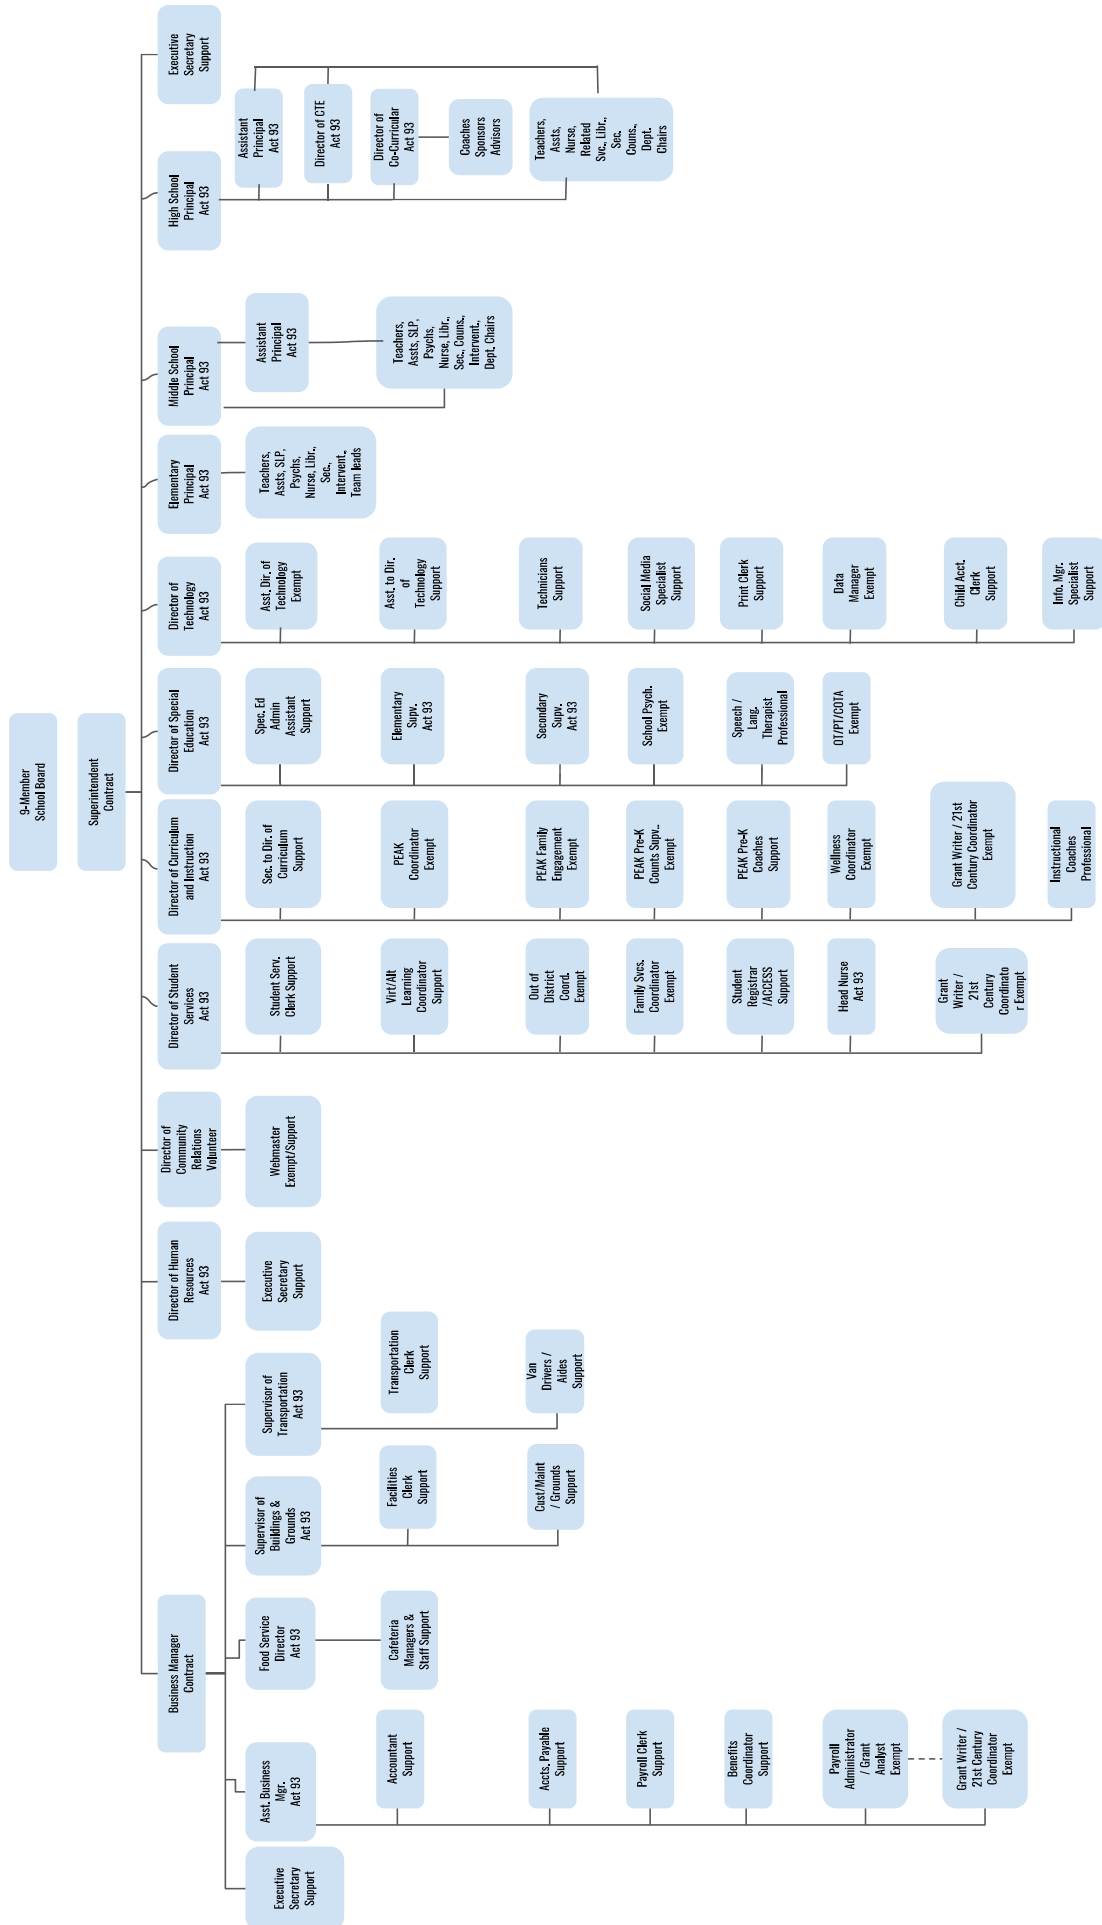 9-Member
School Board
Superintendent
Contract
Business Manager
Contract
Director of Human
Resources
Act 93
Director of
Community
Relations
Volunteer
Director of Student
Services
Act 93
Director of Curriculum
and Instruction
Act 93
Director of Special
Education
Act 93
Director of
Technology
Act 93
Elementary
Principal
Act 93
Middle School
Principal
Act 93
High School
Principal
Act 93
Executive
Secretary
Support
Executive
Secretary
Support
Asst. Business
Mgr.
Act 93
Food Service
Director
Act 93
Supervisor of
Buildings &
Grounds
Act 93
Supervisor of
Transportation
Act 93
Accountant
Support
Accts. Payable
Support
Payroll Clerk
Support
Benefits
Coordinator
Support
Payroll
Administrator
/ Grant
Analyst
Exempt
Grant Writer /
21st Century
Coordinator
Exempt
Cafeteria
Managers &
Staff Support
Facilities
Clerk
Support
Cust/Maint
/ Grounds
Support
Transportation
Clerk
Support
Van
Drivers /
Aides
Support
Executive
Secretary
Support
Webmaster
Exempt/Support
Student Serv.
Clerk Support
Virt/Alt
Learning
Coordinator
Support
Out of
District
Coord.
Exempt
Family Svcs.
Coordinator
Exempt
Student
Registrar
/ACCESS
Support
Head Nurse
Act 93
Grant
Writer /
21st
Century
Coordinato
r Exempt
Sec. to Dir. of
Curriculum
Support
PEAK
Coordinator
Exempt
PEAK Family
Engagement
Exempt
PEAK Pre-K
Counts Supv..
Exempt
PEAK Pre-K
Coaches
Support
Wellness
Coordinator
Exempt
Grant Writer / 21st
Century Coordinator
Exempt
Instructional
Coaches
Professional
Spec. Ed
Admin
Assistant
Support
Elementary
Supv.
Act 93
Secondary
Supv.
Act 93
School Psych.
Exempt
Speech /
Lang.
Therapist
Professional
OT/PT/COTA
Exempt
Asst. Dir. of
Technology
Exempt
Asst. to Dir.
of
Technology
Support
Technicians
Support
Social Media
Specialist
Support
Print Clerk
Support
Data
Manager
Exempt
Child Acct.
Clerk
Support
Info. Mgr.
Specialist
Support
Teachers,
Assts, SLP,
Psychs,
Nurse, Libr.,
Sec.,
Intervent.,
Team leads
Assistant
Principal
Act 93
Teachers,
Assts, SLP,
Psychs,
Nurse, Libr.,
Sec., Couns.,
Intervent.,
Dept. Chairs
Assistant
Principal
Act 93
Director of CTE
Act 93
Director of
Co-Curricular
Act 93
Coaches
Sponsors
Advisors
Teachers,
Assts,
Nurse,
Related
Svc., Libr.,
Sec.
Couns.,
Dept.
Chairs